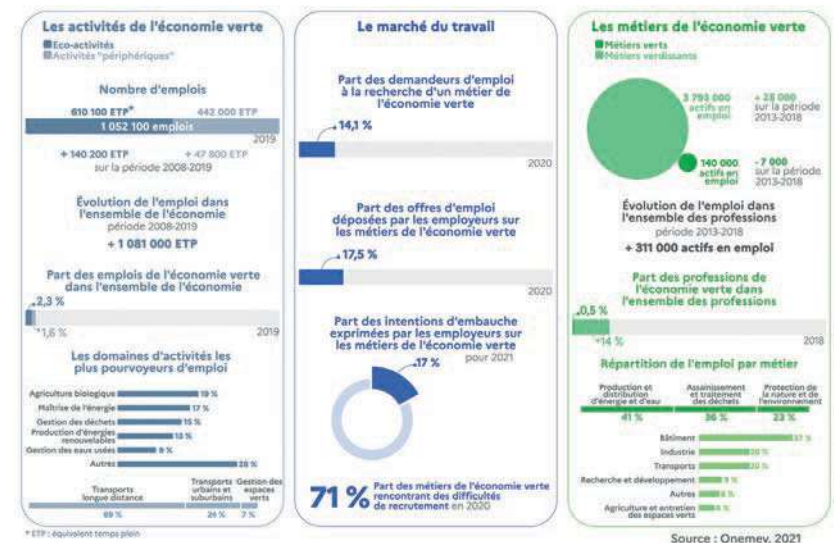 Les activités de l'économie verte
Eco-activités
Activités "périphériques"
Nombre d'emplois
610 100 ETP* 442 000 ETP
1 052 100 emplois
2019
+ 140 200 ETP + 47 800 ETP
sur la période 2008-2019
Évolution de l'emploi dans
l'ensemble de l'économie
période 2008-2019
+ 1 081 000 ETP
Part des emplois de l'économie verte
dans l'ensemble de l'économie
2,3 %
1,6 %
2019
Les domaines d'activités les
plus pourvoyeurs d'emploi
Agriculture biologique 19 %
Maîtrise de l'énergie 17 %
Gestion des déchets 15 %
Production d'énergies
renouvelables 13 %
Gestion des eaux usées 9 %
Autres 28 %
Transports
longue distance
Transports
urbains et
suburbains
Gestion des
espaces
verts
69 % 24 % 7 %
* ETP : équivalent temps plein
Le marché du travail
Part des demandeurs d'emploi
à la recherche d'un métier de
l'économie verte
14,1 %
2020
Part des offres d'emploi
déposées par les employeurs sur
les métiers de l'économie verte
17,5 %
2020
Part des intentions d'embauche
exprimées par les employeurs sur
les métiers de l'économie verte
pour 2021
17 %
71 % Part des métiers de l'économie verte
rencontrant des difficultés
de recrutement en 2020
Les métiers de l'économie verte
Métiers verts
Métiers verdissants
3 793 000
actifs en
emploi
+ 28 000
sur la période
2013-2018
140 000
actifs en
emploi
- 7 000
sur la période
2013-2018
Évolution de l'emploi dans
l'ensemble des professions
période 2013-2018
+ 311 000 actifs en emploi
Part des professions de
l'économie verte dans
l'ensemble des professions
0,5 %
14 %
2018
Répartition de l'emploi par métier
Production et
distribution
d'énergie et d'eau
Assainissement
et traitement
des déchets
Protection de
la nature et de
l'environnement
41 % 36 % 23 %
Bâtiment 37 %
Industrie 20 %
Transports 20 %
Recherche et développement 9 %
Autres 8 %
Agriculture et entretien
des espaces verts
Source : Onemev, 2021